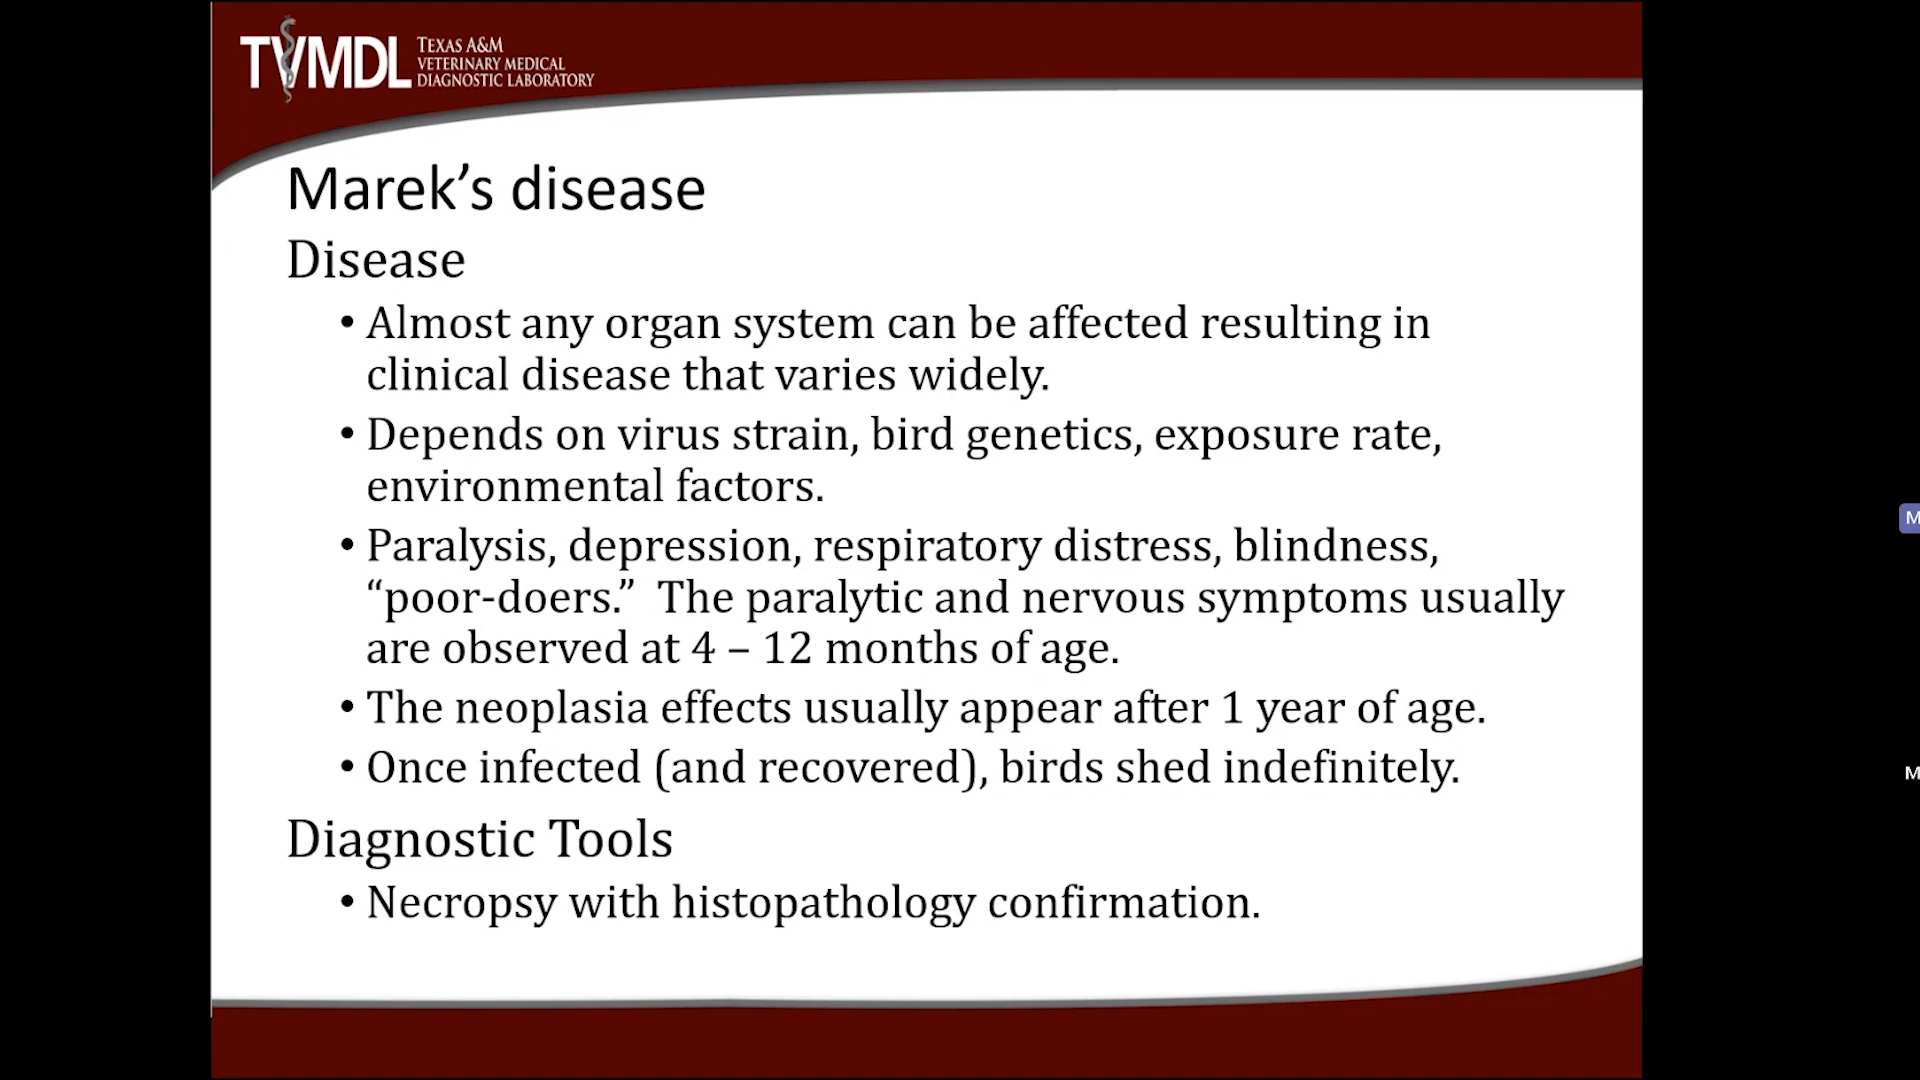 TVMDL TEXAS A&M
VETERINARY MEDICAL
DIAGNOSTIC LABORATORY
Marek’s disease
Disease
• Almost any organ system can be affected resulting in
clinical disease that varies widely.
• Depends on virus strain, bird genetics, exposure rate,
environmental factors.
• Paralysis, depression, respiratory distress, blindness,
“poor-doers.”  The paralytic and nervous symptoms usually
are observed at 4 – 12 months of age.
• The neoplasia effects usually appear after 1 year of age.
• Once infected (and recovered), birds shed indefinitely.
Diagnostic Tools
• Necropsy with histopathology confirmation.
M
M